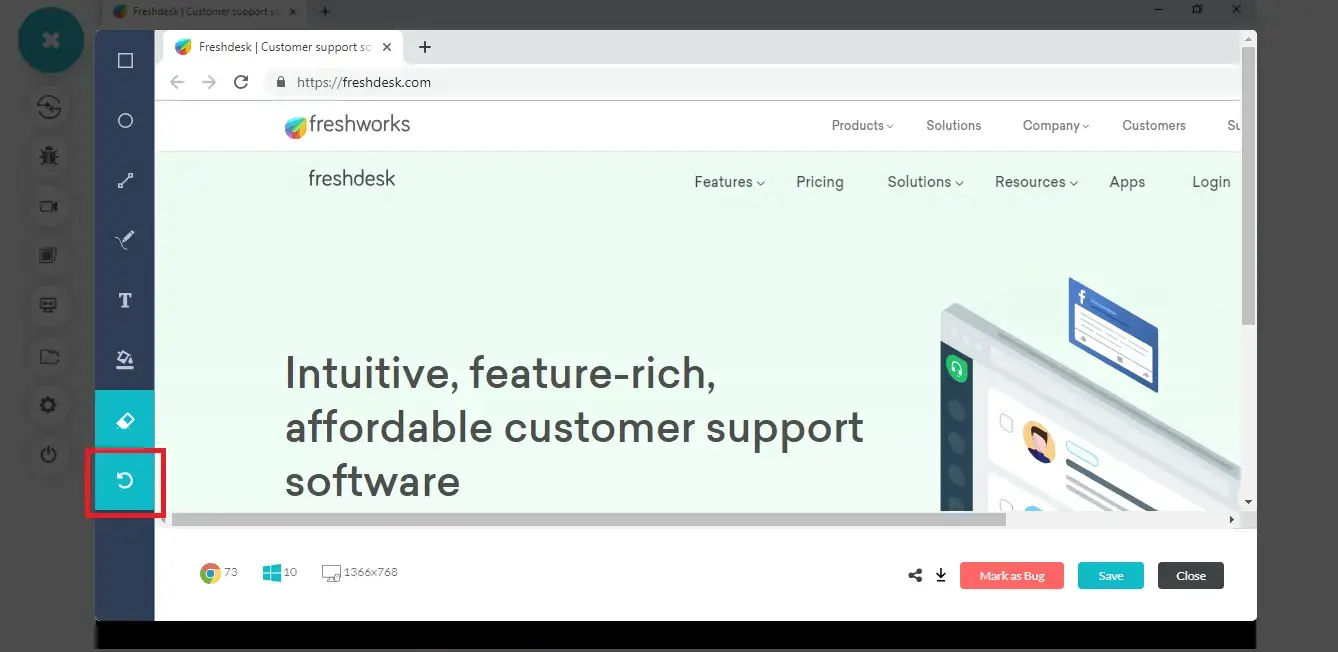 Freshdesk | Customer support so
Freshdesk | Customer support sc
https://freshdesk.com
freshworks
Products
Solutions
Company
Customers
Su
freshdesk
Features
Pricing
Solutions
Resources
Apps
Login
f
Intuitive, feature-rich,
affordable customer support
software
T
73
10
1366x768
Mark as Bug
Save
Close